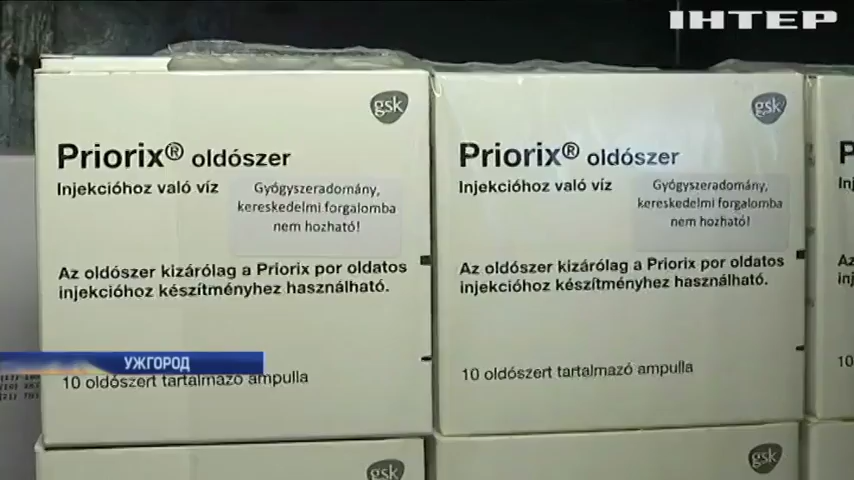 ІНТЕР
gsk
Priorix® oldószer
Injekcióhoz való víz
Gyógyszeradomány,
kereskedelmi forgalomba
nem hozható!
Az oldószer kizárólag a Priorix por oldatos
injekcióhoz készítményhez használható.
10 oldószert tartalmazó ampulla
gsk
Priorix® oldószer
Injekcióhoz való víz
Gyógyszeradomány,
kereskedelmi forgalomba
nem hozható!
Az oldószer kizárólag a Priorix por oldatos
injekcióhoz készítményhez használható.
10 oldószert tartalmazó ampulla
P
Az
10
УЖГОРОД
gsk
gsk